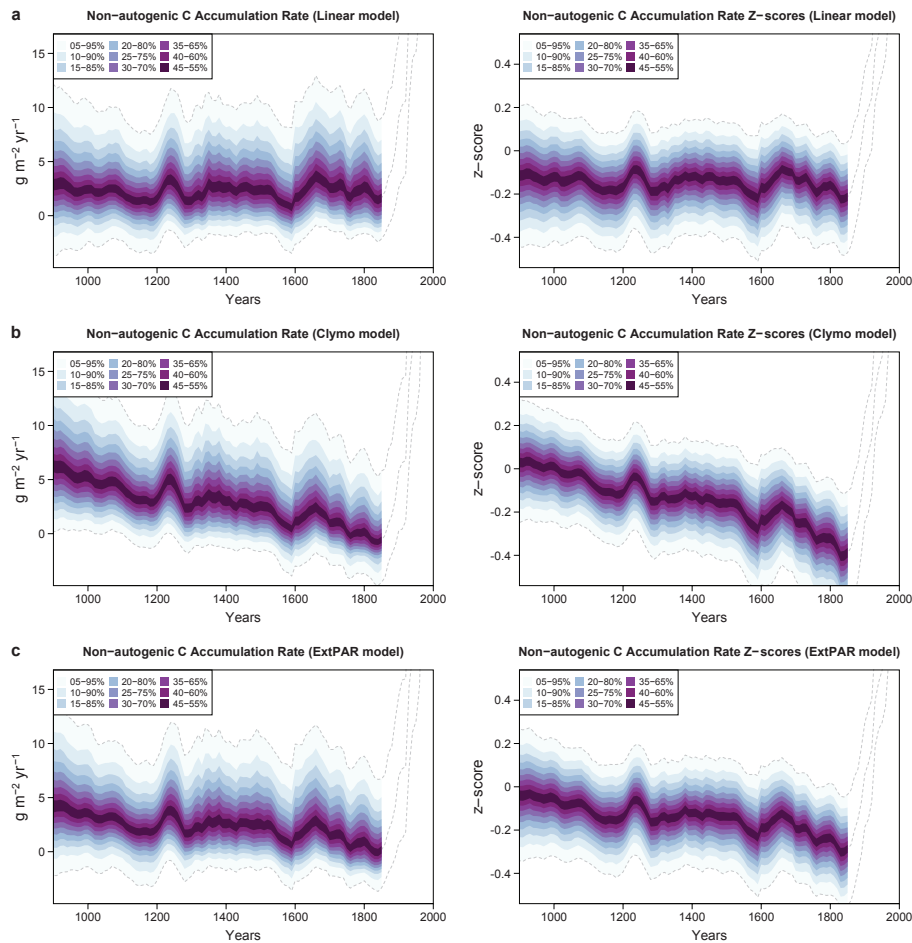 a
Non−autogenic C Accumulation Rate (Linear model)
05−95% 20−80% 35−65%
10−90% 25−75% 40−60%
15−85% 30−70% 45−55%
15
10
5
0
g m−2 yr−1
1000 1200 1400 1600 1800 2000
Years
Non−autogenic C Accumulation Rate Z−scores (Linear model)
05−95% 20−80% 35−65%
10−90% 25−75% 40−60%
15−85% 30−70% 45−55%
0.4
0.2
0
-0.2
-0.4
z−score
1000 1200 1400 1600 1800 2000
Years
b
Non−autogenic C Accumulation Rate (Clymo model)
05−95% 20−80% 35−65%
10−90% 25−75% 40−60%
15−85% 30−70% 45−55%
15
10
5
0
g m−2 yr−1
1000 1200 1400 1600 1800 2000
Years
Non−autogenic C Accumulation Rate Z−scores (Clymo model)
05−95% 20−80% 35−65%
10−90% 25−75% 40−60%
15−85% 30−70% 45−55%
0.4
0.2
0
-0.2
-0.4
z−score
1000 1200 1400 1600 1800 2000
Years
c
Non−autogenic C Accumulation Rate (ExtPAR model)
05−95% 20−80% 35−65%
10−90% 25−75% 40−60%
15−85% 30−70% 45−55%
15
10
5
0
g m−2 yr−1
1000 1200 1400 1600 1800 2000
Years
Non−autogenic C Accumulation Rate Z−scores (ExtPAR model)
05−95% 20−80% 35−65%
10−90% 25−75% 40−60%
15−85% 30−70% 45−55%
0.4
0.2
0
-0.2
-0.4
z−score
1000 1200 1400 1600 1800 2000
Years